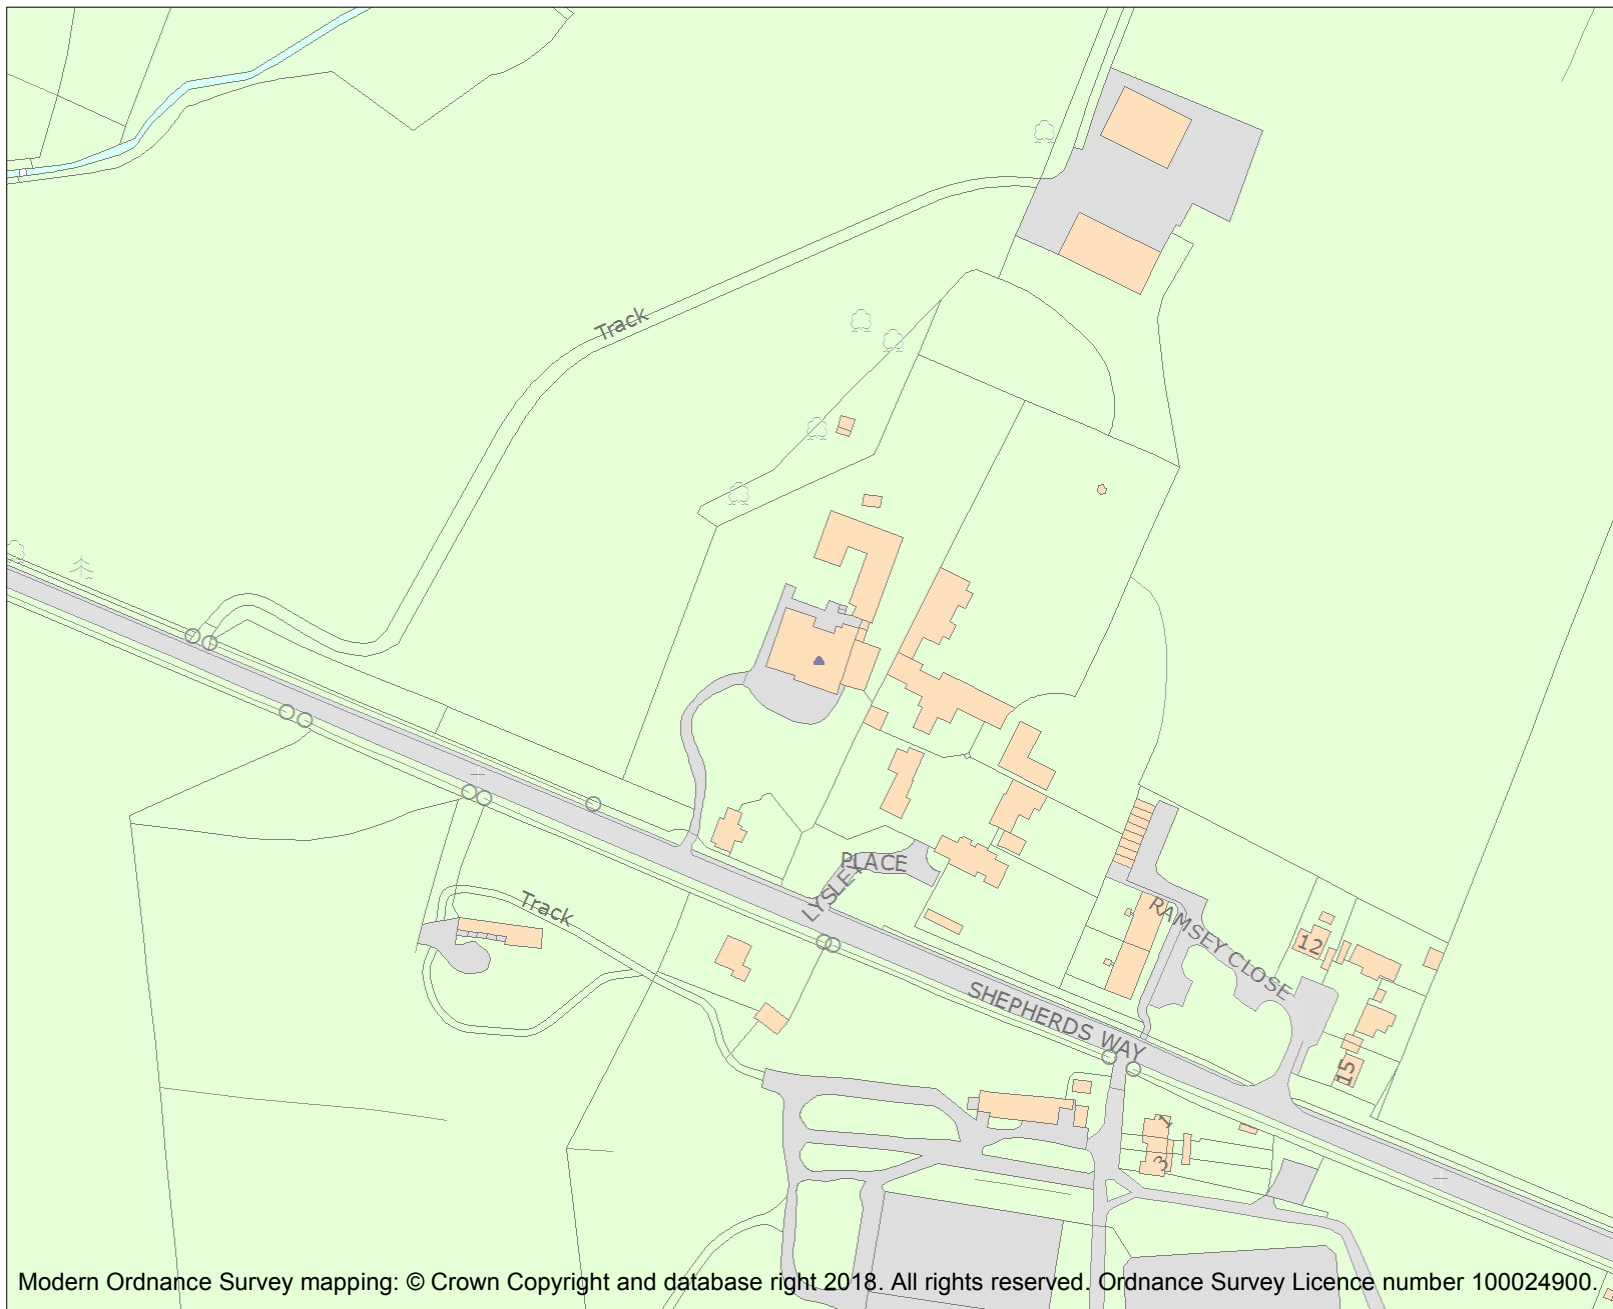 Track
PLACE
LYSLEY
Track
RAMSEY CLOSE
12
SHEPHERDS WAY
15
1
3
Modern Ordnance Survey mapping: © Crown Copyright and database right 2018. All rights reserved. Ordnance Survey Licence number 100024900.